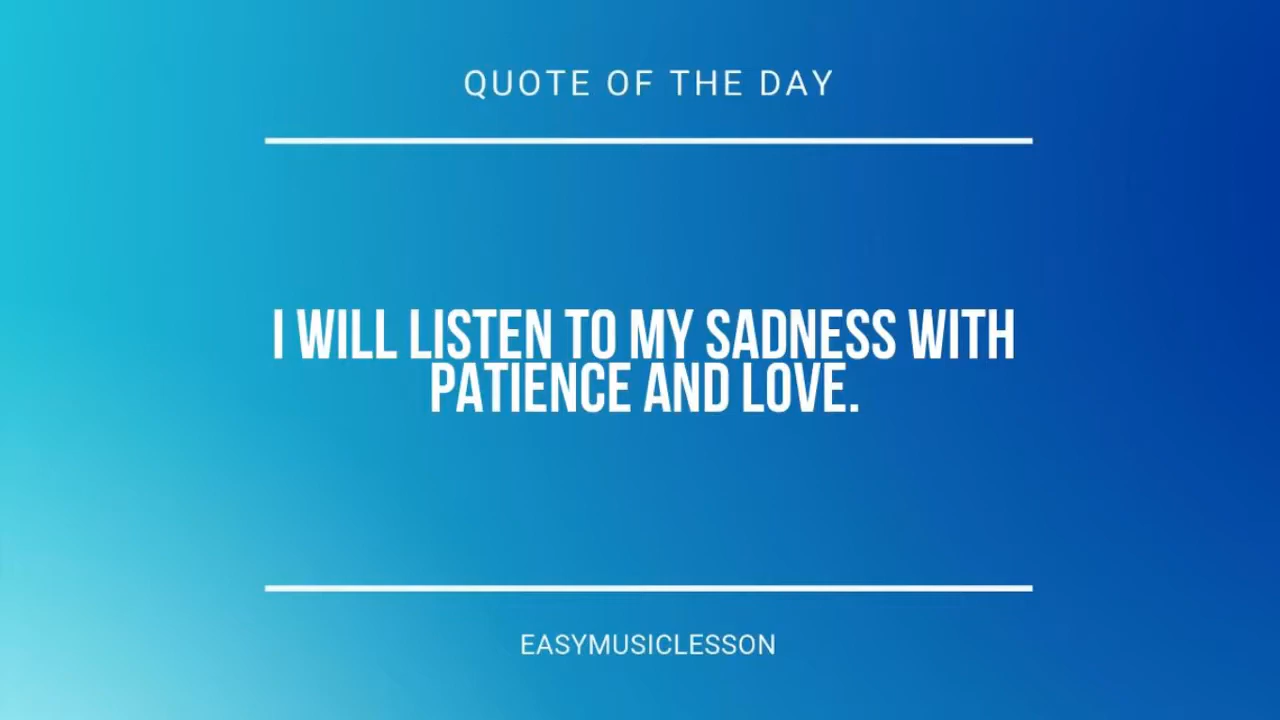 QUOTE OF THE DAY
I WILL LISTEN TO MY SADNESS WITH
PATIENCE AND LOVE.
EASYMUSICLESSON